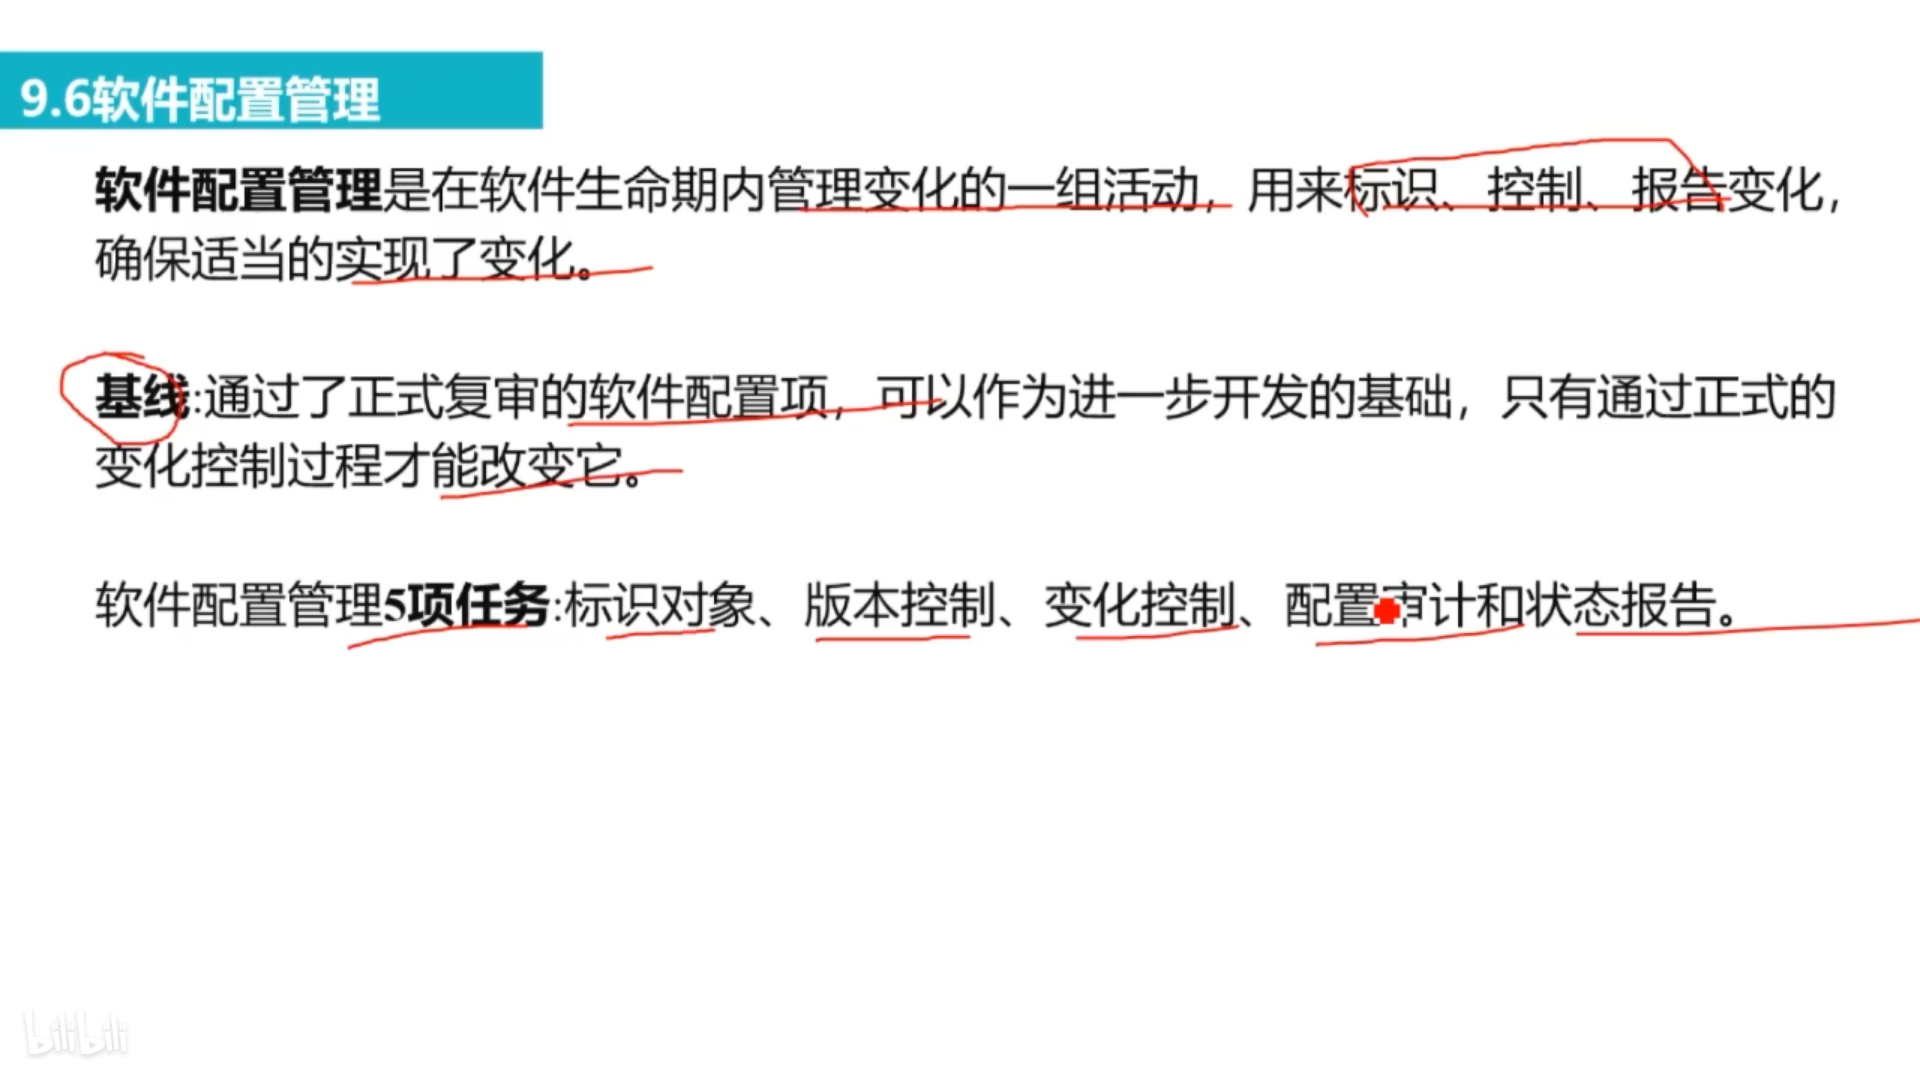 9.6软件配置管理
软件配置管理是在软件生命期内管理变化的一组活动，用来标识、控制、报告变化，
确保适当的实现了变化。
基线:通过了正式复审的软件配置项，可以作为进一步开发的基础，只有通过正式的
变化控制过程才能改变它。
软件配置管理5项任务:标识对象、版本控制、变化控制、配置审计和状态报告。
bilibili